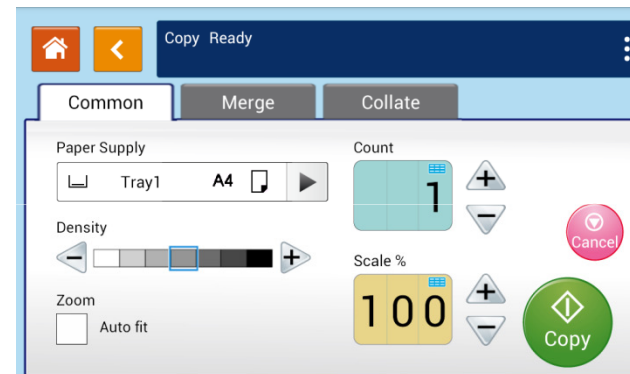 Copy Ready
Common Merge Collate
Paper Supply
Tray1 A4
Density
Zoom
Auto fit
Count
1
Scale %
100
Cancel
Copy